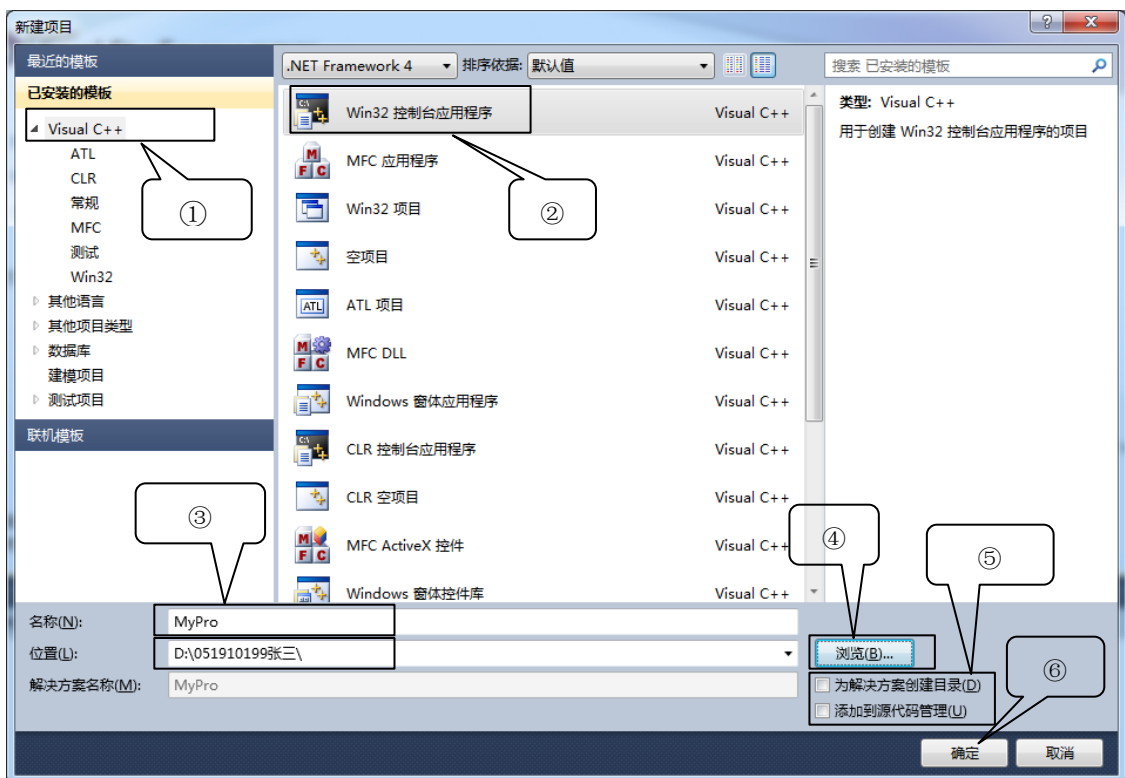 新建项目
最近的模板
.NET Framework 4 排序依据: 默认值
搜索 已安装的模板
已安装的模板
Visual C++
ATL
CLR
常规
MFC
测试
Win32
其他语言
其他项目类型
数据库
建模项目
测试项目
联机模板
①
Win32 控制台应用程序 Visual C++
②
MFC 应用程序 Visual C++
Win32 项目 Visual C++
空项目 Visual C++
ATL 项目 Visual C++
MFC DLL Visual C++
Windows 窗体应用程序 Visual C++
CLR 控制台应用程序 Visual C++
CLR 空项目 Visual C++
MFC ActiveX 控件 Visual C++
Windows 窗体控件库 Visual C++
类型: Visual C++
用于创建 Win32 控制台应用程序的项目
③
④
⑤
⑥
名称(N): MyPro
位置(L): D:\051910199张三\
浏览(B)...
解决方案名称(M): MyPro
为解决方案创建目录(D)
添加到源代码管理(U)
确定 取消